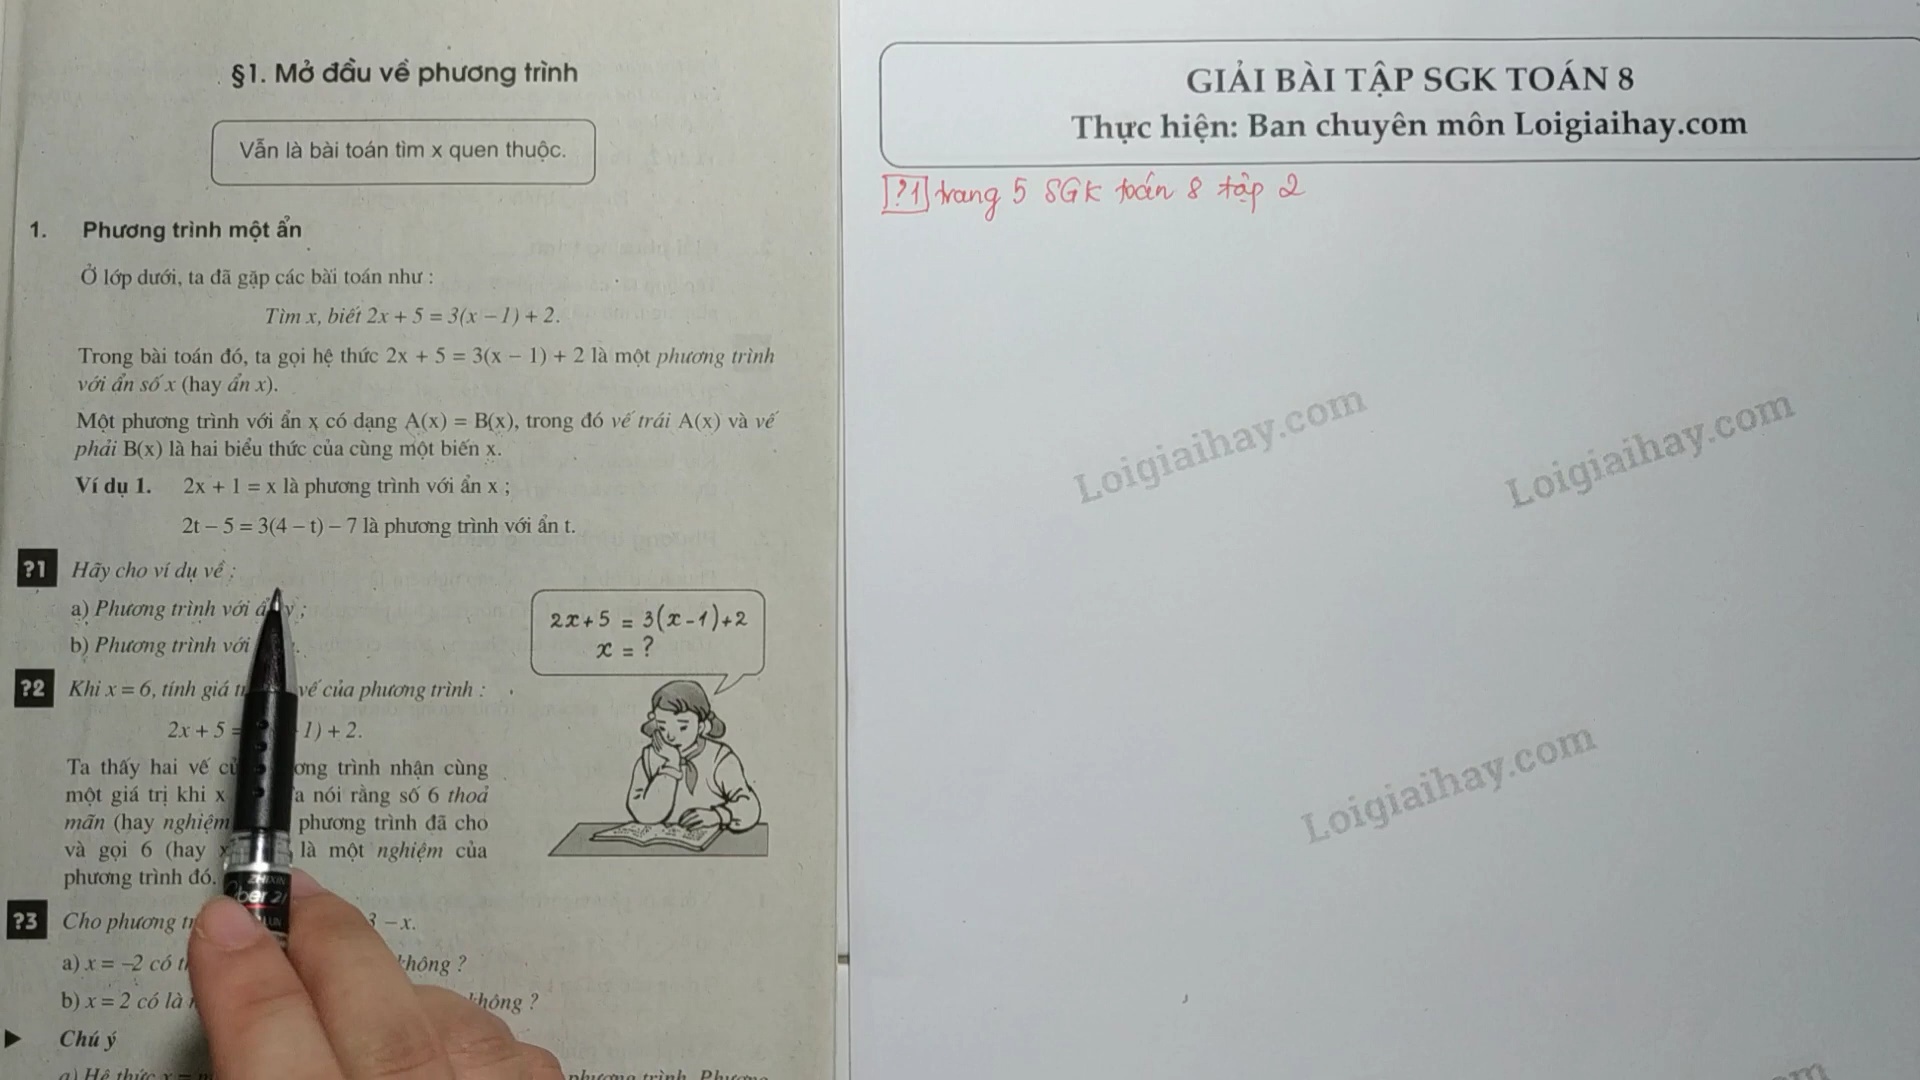 §1. Mở đầu về phương trình
Vẫn là bài toán tìm x quen thuộc.
1. Phương trình một ẩn
Ở lớp dưới, ta đã gặp các bài toán như :
Tìm x, biết 2x + 5 = 3(x – 1) + 2.
Trong bài toán đó, ta gọi hệ thức 2x + 5 = 3(x – 1) + 2 là một phương trình
với ẩn số x (hay ẩn x).
Một phương trình với ẩn x có dạng A(x) = B(x), trong đó vế trái A(x) và vế
phải B(x) là hai biểu thức của cùng một biến x.
Ví dụ 1. 2x + 1 = x là phương trình với ẩn x ;
2t – 5 = 3(4 – t) – 7 là phương trình với ẩn t.
?1 Hãy cho ví dụ về :
a) Phương trình với y ;
b) Phương trình với
?2 Khi x = 6, tính giá vế của phương trình :
2x + 5 = 1) + 2.
Ta thấy hai vế trình nhận cùng
một giá trị khi x nói rằng số 6 thoả
mãn (hay nghiệm phương trình đã cho
và gọi 6 (hay là một nghiệm của
phương trình đó.
?3 Cho phương – x.
a) x = –2 có không ?
b) x = 2 có là không ?
Chú ý
a) Hệ thức x = phương trình. Phương
2x+5 = 3(x-1)+2
x = ?
ZHIXIN
GIẢI BÀI TẬP SGK TOÁN 8
Thực hiện: Ban chuyên môn Loigiaihay.com
?1 trang 5 SGK toán 8 tập 2
Loigiaihay.com
Loigiaihay.com
Loigiaihay.com